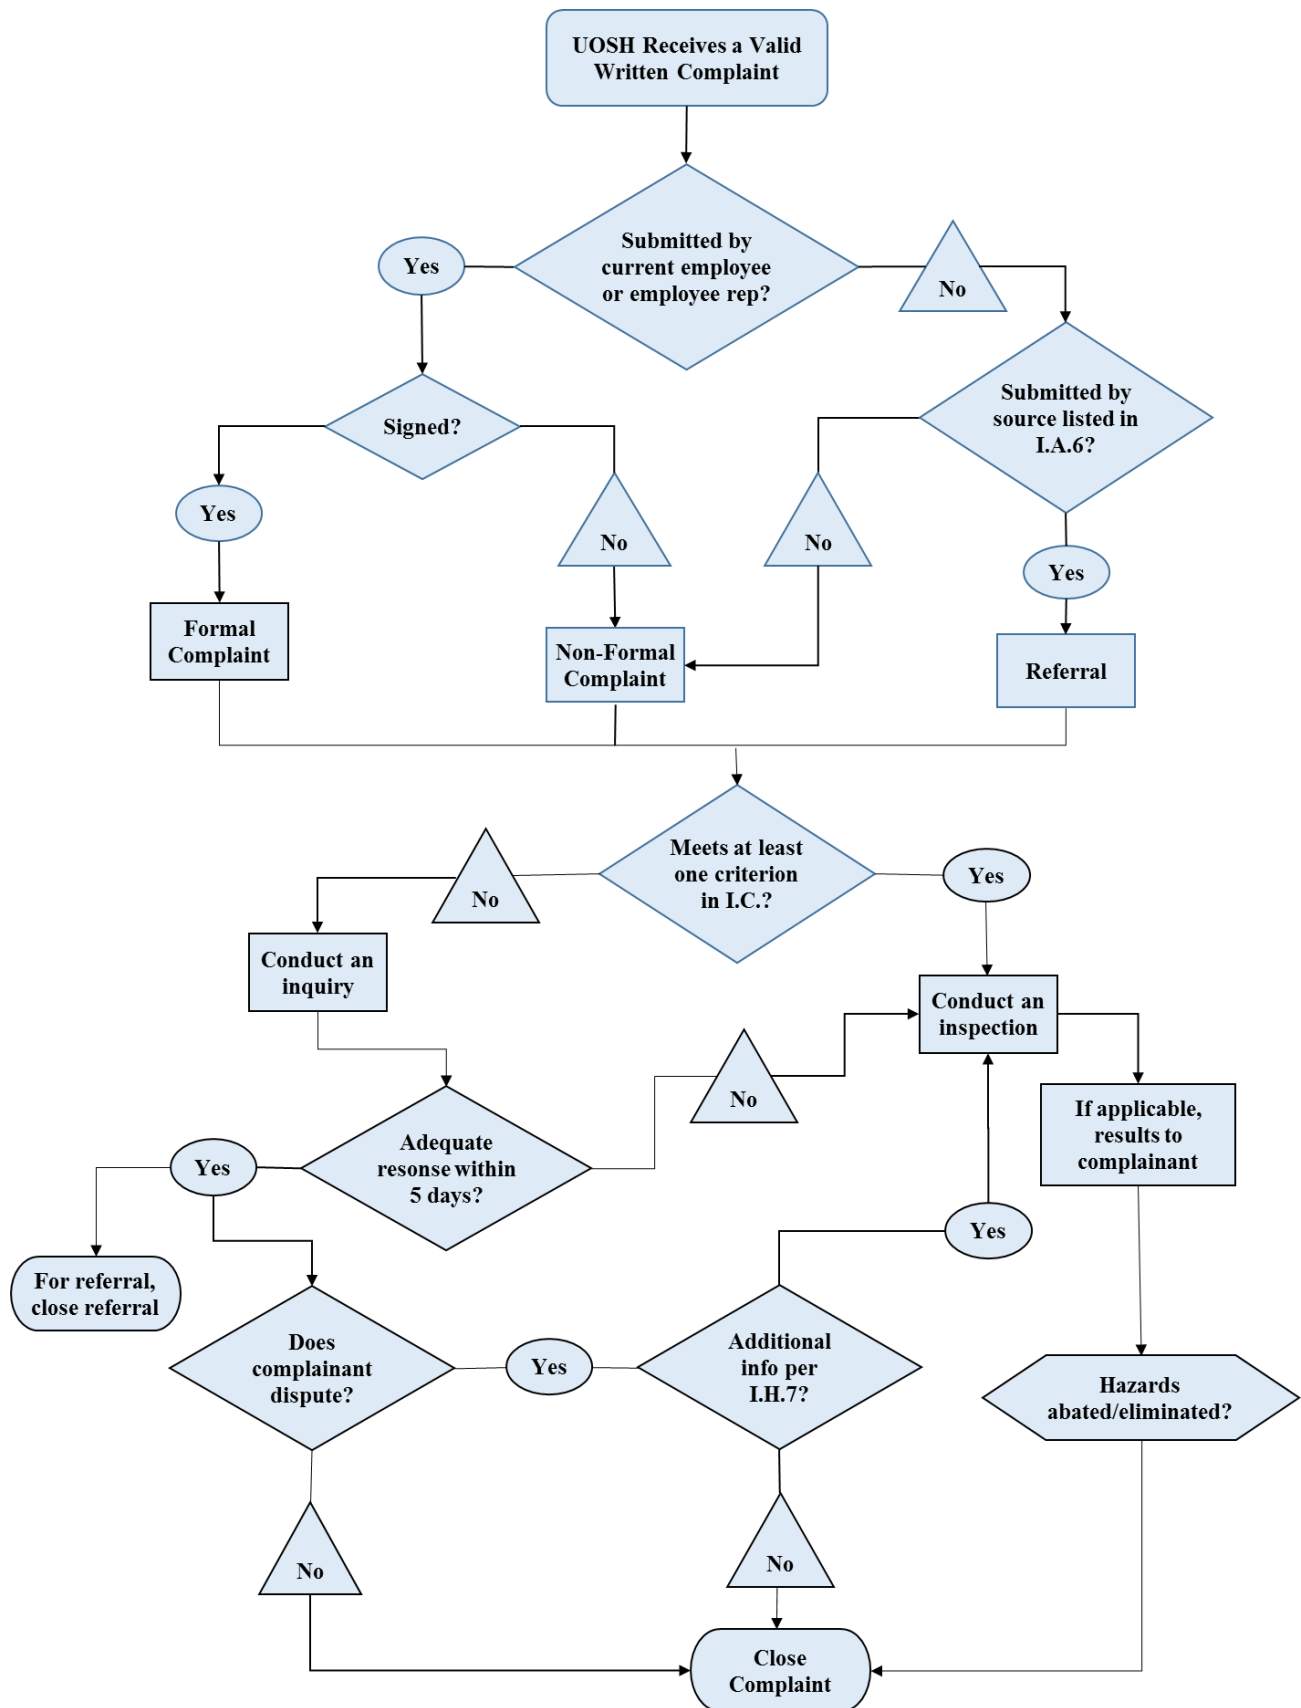 UOSH Receives a Valid
Written Complaint
Submitted by
current employee
or employee rep?
Yes
No
Signed?
Submitted by
source listed in
I.A.6?
Yes
No
No
Yes
Formal
Complaint
Non-Formal
Complaint
Referral
Meets at least
one criterion
in I.C.?
No
Yes
Conduct an
inquiry
Conduct an
inspection
No
If applicable,
results to
complainant
Adequate
resonse within
5 days?
Yes
Yes
For referral,
close referral
Does
complainant
dispute?
Yes
Additional
info per
I.H.7?
Hazards
abated/eliminated?
No
No
Close
Complaint